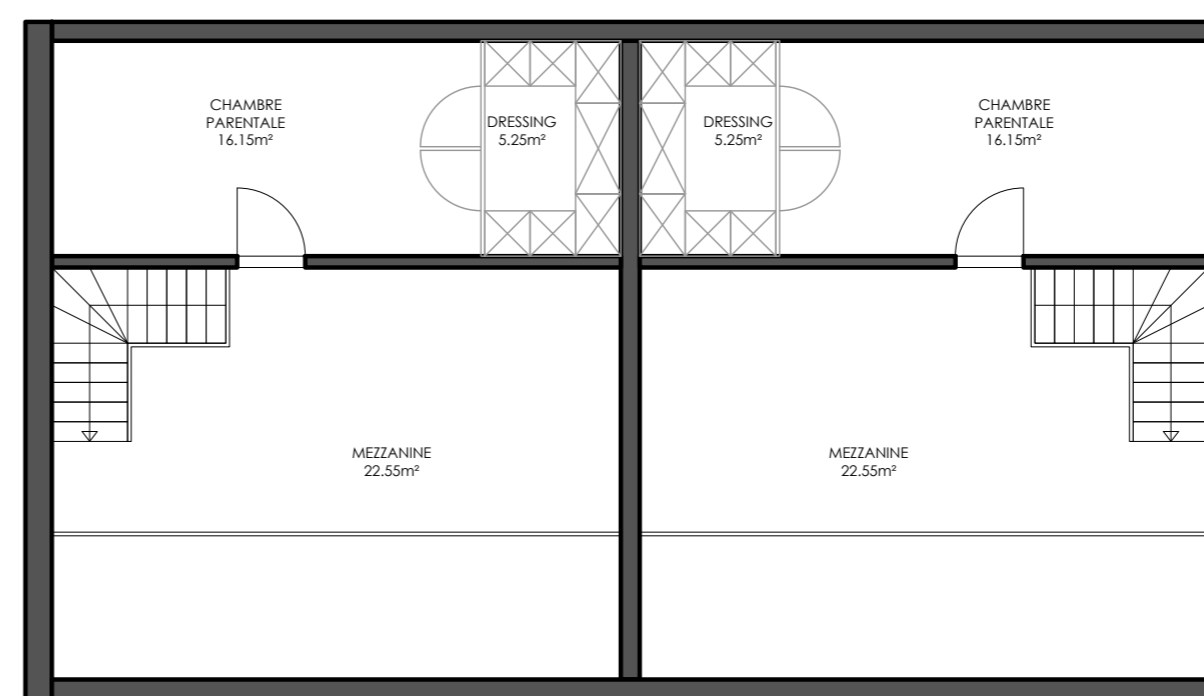 CHAMBRE
PARENTALE
16.15m²
DRESSING
5.25m²
DRESSING
5.25m²
CHAMBRE
PARENTALE
16.15m²
MEZZANINE
22.55m²
MEZZANINE
22.55m²